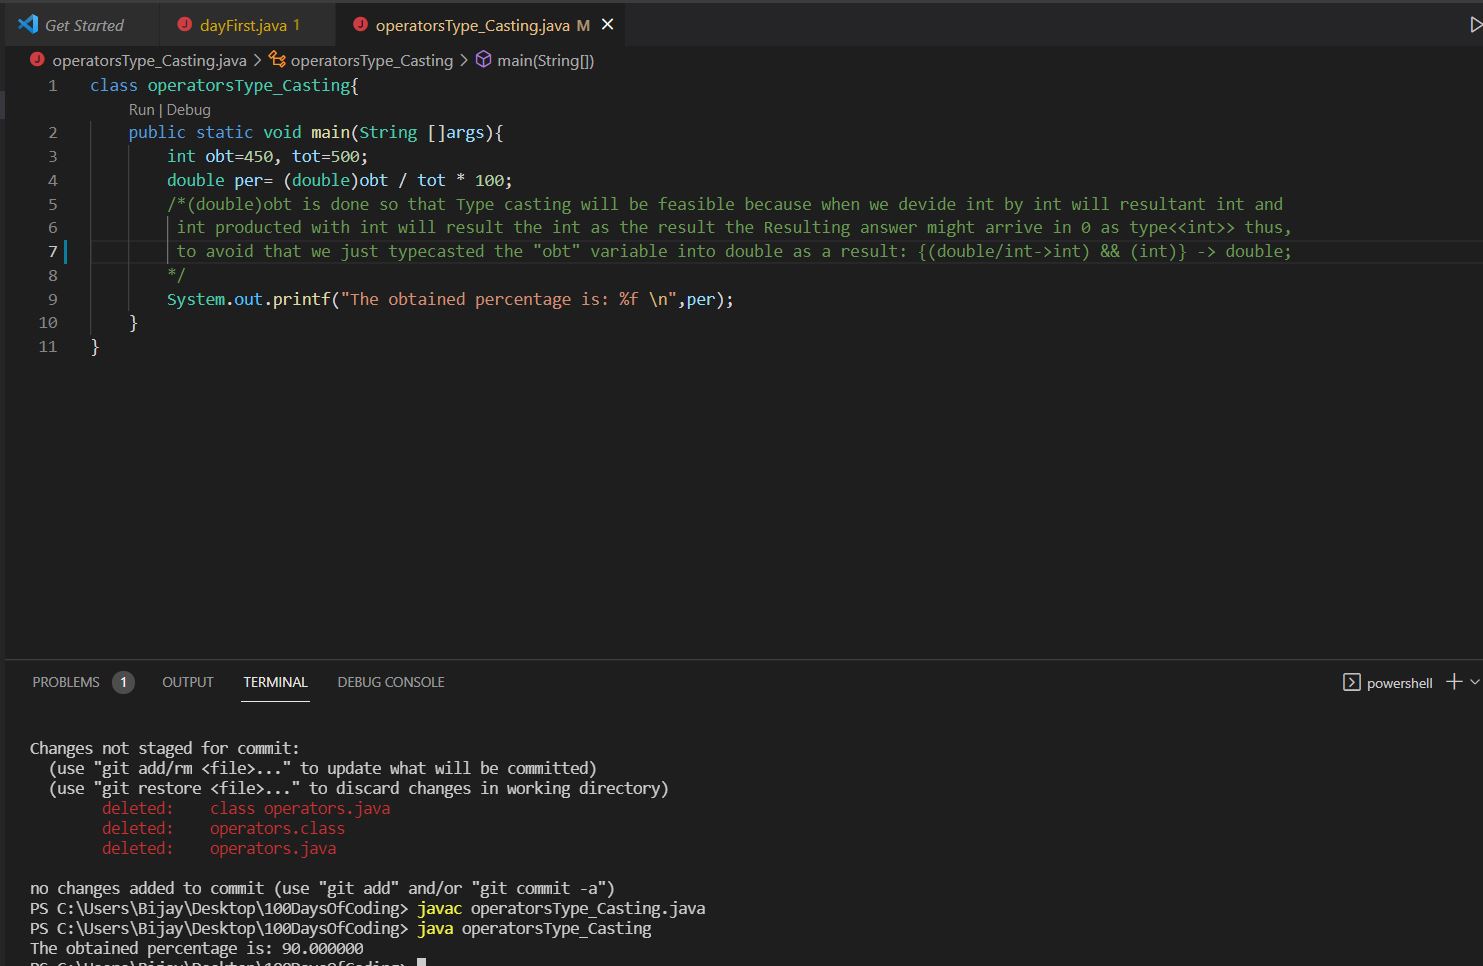 Get Started dayFirst.java 1 operatorsType_Casting.java M
operatorsType_Casting.java > operatorsType_Casting > main(String[])
1 class operatorsType_Casting{
Run | Debug
2 public static void main(String []args){
3 int obt=450, tot=500;
4 double per= (double)obt / tot * 100;
5 /*(double)obt is done so that Type casting will be feasible because when we devide int by int will resultant int and
6 int producted with int will result the int as the result the Resulting answer might arrive in 0 as type<<int>> thus,
7 to avoid that we just typecasted the "obt" variable into double as a result: {(double/int->int) && (int)} -> double;
8 */
9 System.out.printf("The obtained percentage is: %f \n",per);
10 }
11 }
PROBLEMS 1 OUTPUT TERMINAL DEBUG CONSOLE powershell
Changes not staged for commit:
(use "git add/rm <file>..." to update what will be committed)
(use "git restore <file>..." to discard changes in working directory)
deleted: class operators.java
deleted: operators.class
deleted: operators.java
no changes added to commit (use "git add" and/or "git commit -a")
PS C:\Users\Bijay\Desktop\100DaysOfCoding> javac operatorsType_Casting.java
PS C:\Users\Bijay\Desktop\100DaysOfCoding> java operatorsType_Casting
The obtained percentage is: 90.000000
PS C:\Users\Bijay\Desktop\100DaysOfCoding>